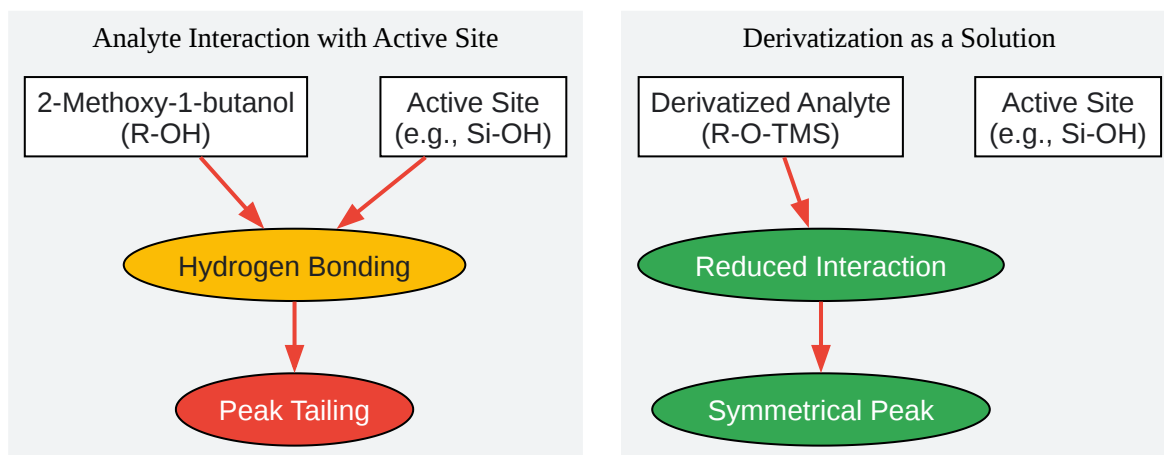 Analyte Interaction with Active Site
2-Methoxy-1-butanol
(R-OH)
Active Site
(e.g., Si-OH)
Hydrogen Bonding
Peak Tailing
Derivatization as a Solution
Derivatized Analyte
(R-O-TMS)
Active Site
(e.g., Si-OH)
Reduced Interaction
Symmetrical Peak